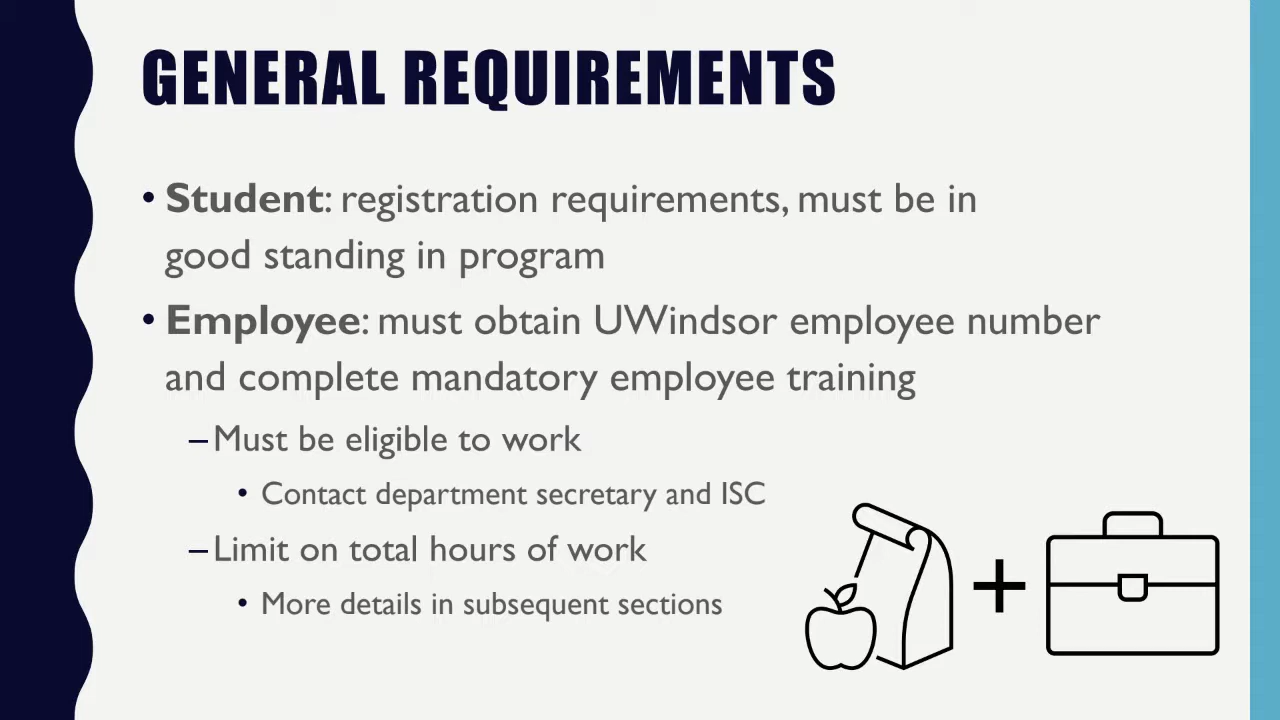 GENERAL REQUIREMENTS
• Student: registration requirements, must be in
good standing in program
• Employee: must obtain UWindsor employee number
and complete mandatory employee training
– Must be eligible to work
• Contact department secretary and ISC
– Limit on total hours of work
• More details in subsequent sections